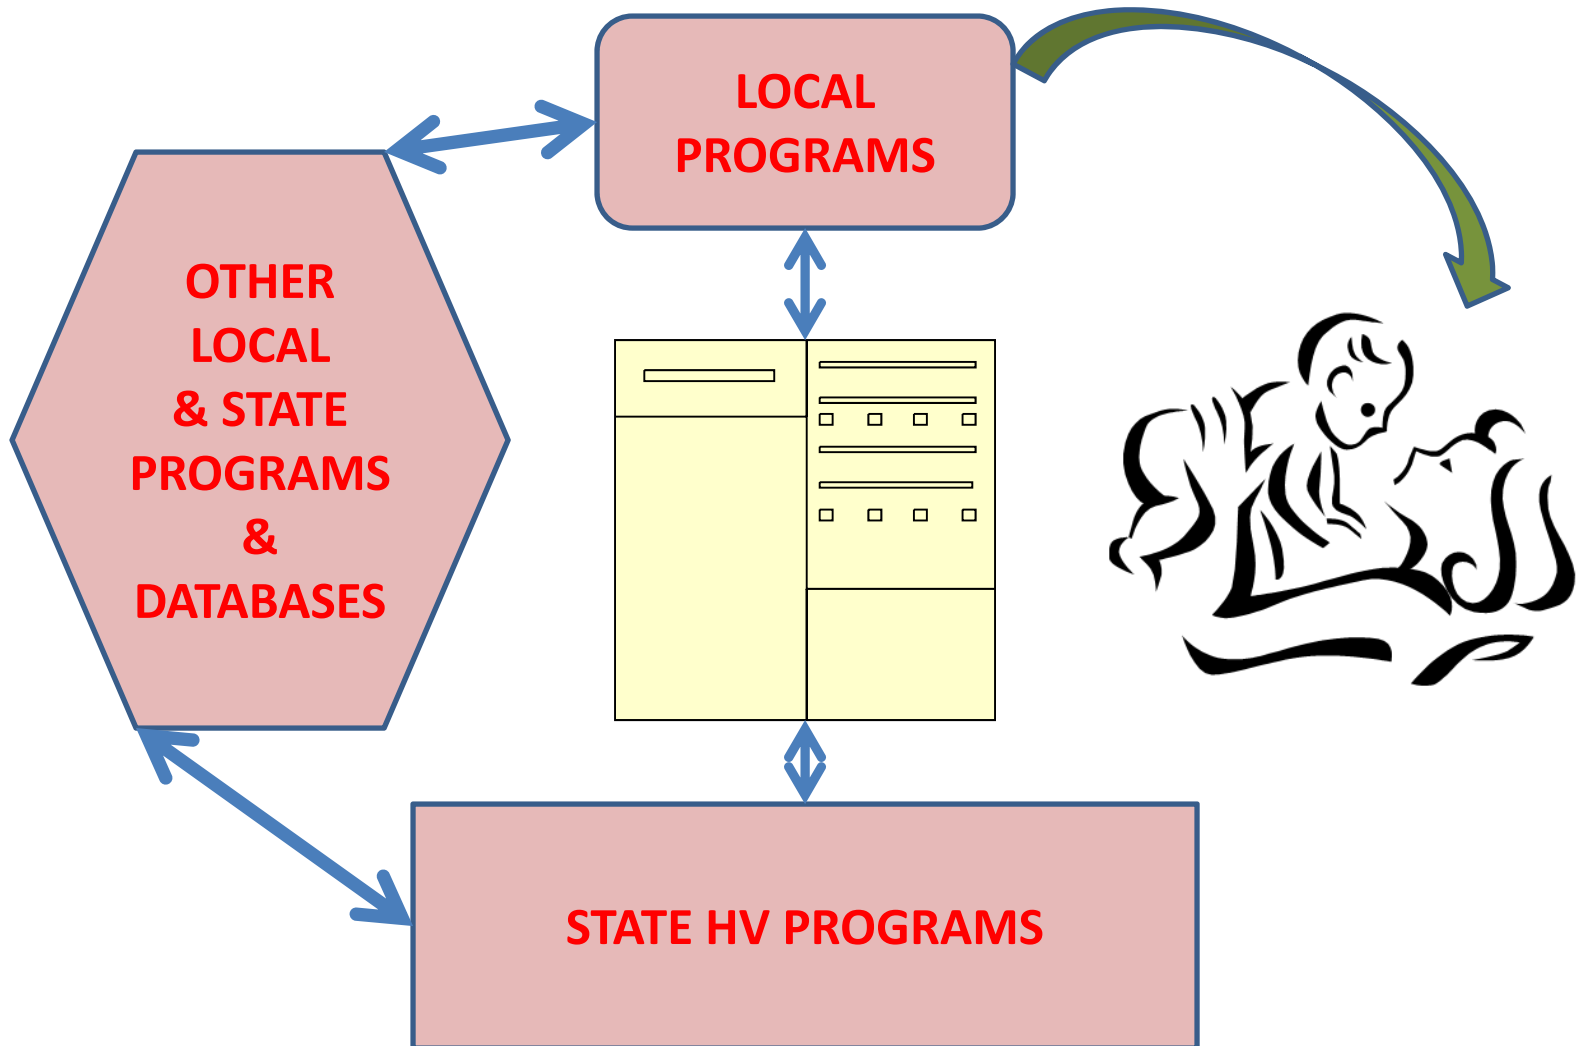 LOCAL
PROGRAMS
OTHER
LOCAL
& STATE
PROGRAMS
&
DATABASES
STATE HV PROGRAMS